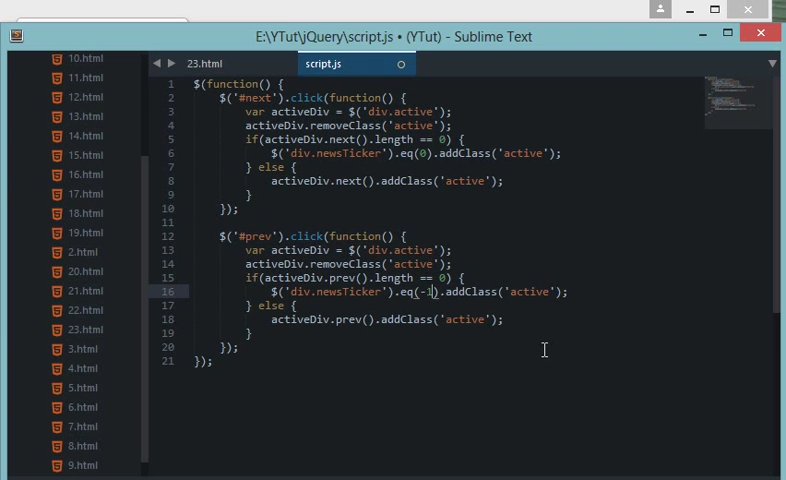 E:\YTut\jQuery\script.js • (YTut) - Sublime Text
10.html
11.html
12.html
13.html
14.html
15.html
16.html
17.html
18.html
19.html
2.html
20.html
21.html
22.html
23.html
3.html
4.html
5.html
6.html
7.html
8.html
9.html
23.html
script.js
1 $(function() {
2 $('#next').click(function() {
3 var activeDiv = $('div.active');
4 activeDiv.removeClass('active');
5 if(activeDiv.next().length == 0) {
6 $('div.newsTicker').eq(0).addClass('active');
7 } else {
8 activeDiv.next().addClass('active');
9 }
10 });
11
12 $('#prev').click(function() {
13 var activeDiv = $('div.active');
14 activeDiv.removeClass('active');
15 if(activeDiv.prev().length == 0) {
16 $('div.newsTicker').eq(-1).addClass('active');
17 } else {
18 activeDiv.prev().addClass('active');
19 }
20 });
21 });